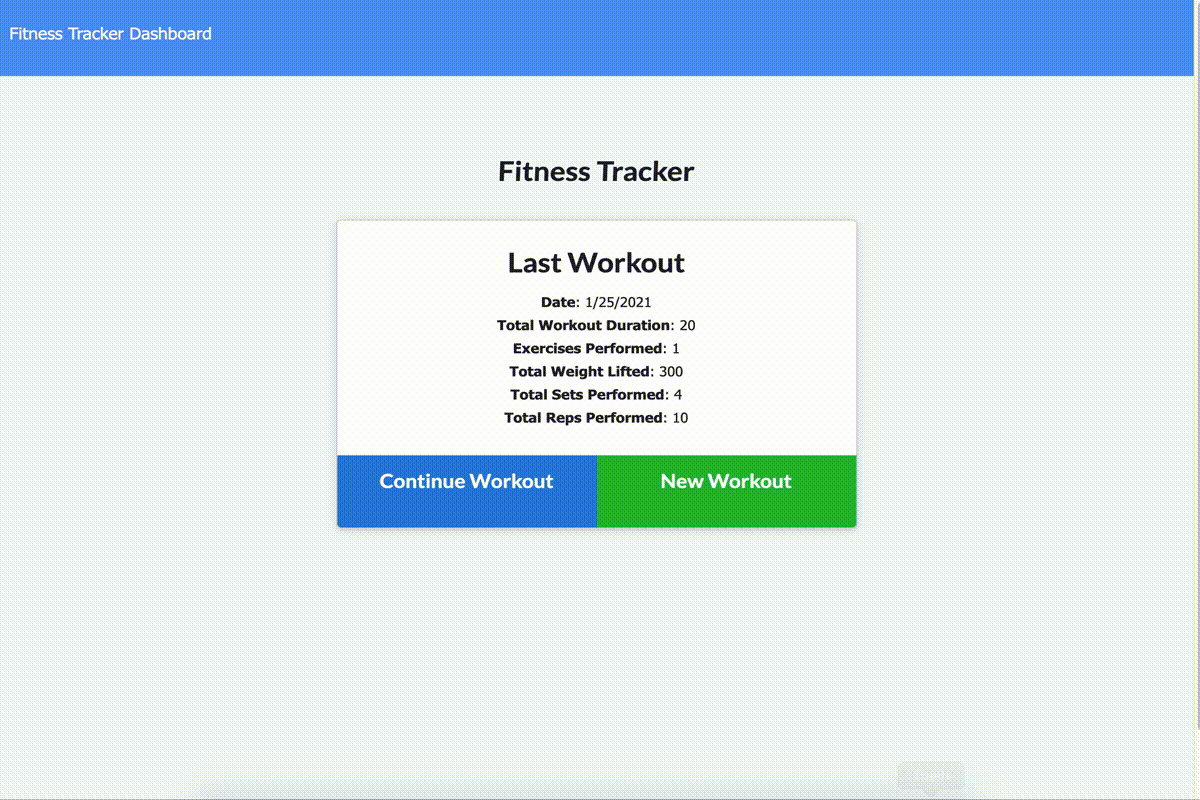 Fitness Tracker Dashboard
Fitness Tracker
Last Workout
Date: 1/25/2021
Total Workout Duration: 20
Exercises Performed: 1
Total Weight Lifted: 300
Total Sets Performed: 4
Total Reps Performed: 10
Continue Workout
New Workout